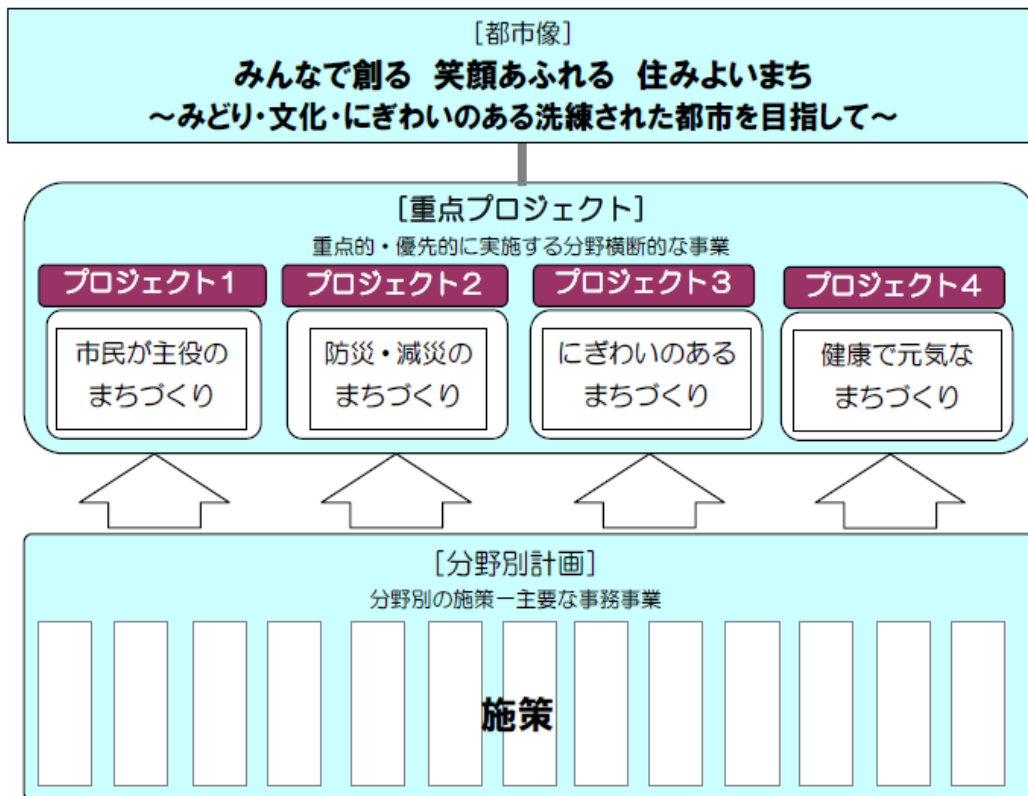 [都市像]
みんなで創る 笑顔あふれる 住みよいまち
～みどり・文化・にぎわいのある洗練された都市を目指して～
[重点プロジェクト]
重点的・優先的に実施する分野横断的な事業
プロジェクト1
市民が主役の
まちづくり
プロジェクト2
防災・減災の
まちづくり
プロジェクト3
にぎわいのある
まちづくり
プロジェクト4
健康で元気な
まちづくり
[分野別計画]
分野別の施策－主要な事務事業
施策